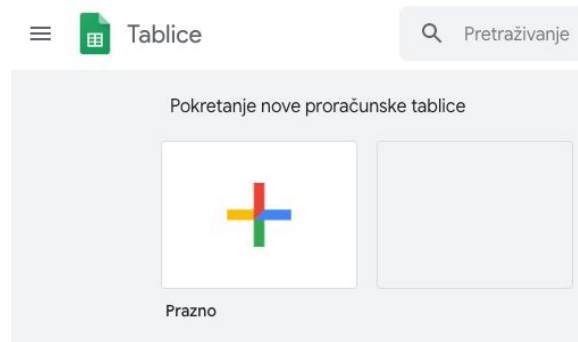 Tablice
Pretraživanje
Pokretanje nove proračunske tablice
Prazno